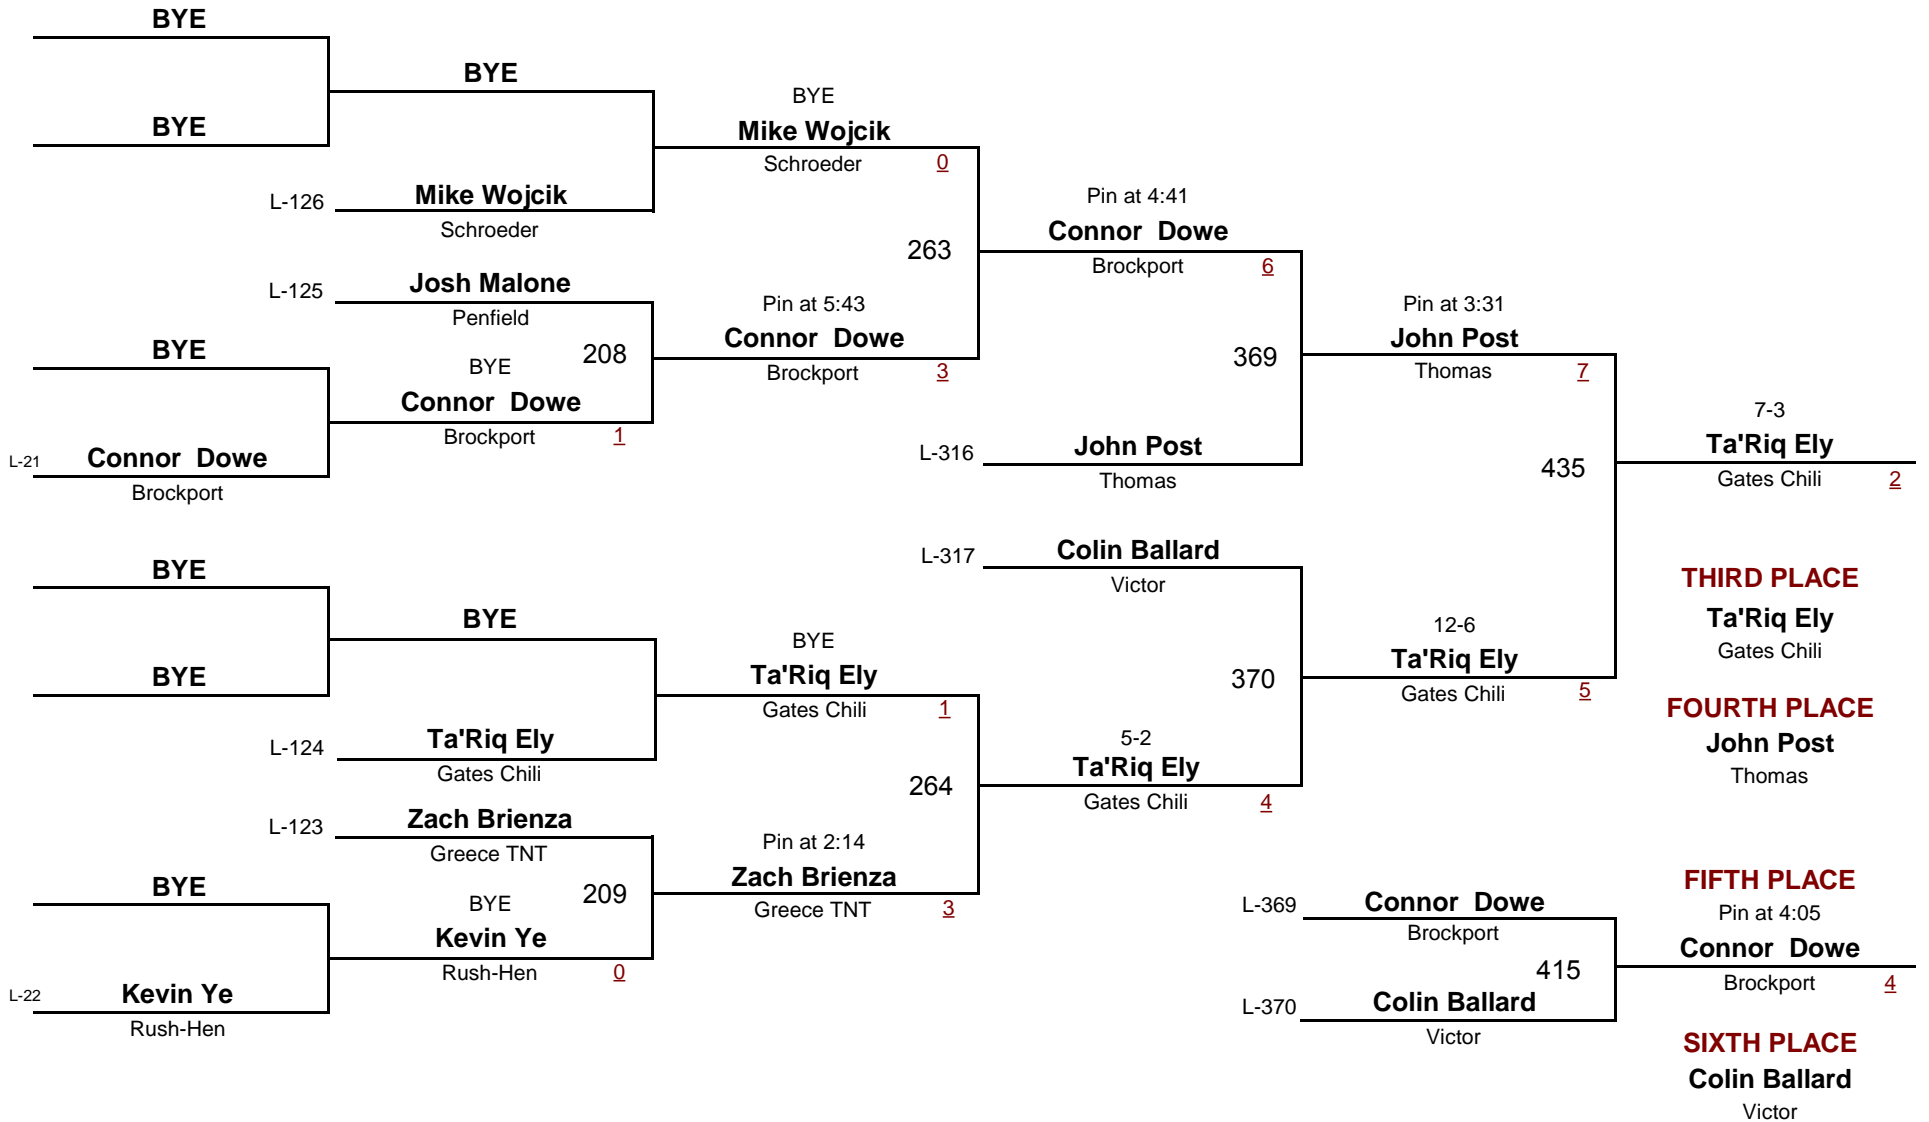 BYE
BYE
BYE
L-126 Mike Wojcik
Schroeder
BYE
Mike Wojcik
Schroeder 0
L-125 Josh Malone
Penfield
BYE
L-21 Connor Dowe
Brockport
BYE
Connor Dowe
Brockport 1
208
Pin at 5:43
Connor Dowe
Brockport 3
263
Pin at 4:41
Connor Dowe
Brockport 6
L-316 John Post
Thomas
369
Pin at 3:31
John Post
Thomas 7
BYE
BYE
BYE
L-124 Ta'Riq Ely
Gates Chili
BYE
Ta'Riq Ely
Gates Chili 1
L-123 Zach Brienza
Greece TNT
BYE
L-22 Kevin Ye
Rush-Hen
BYE
Kevin Ye
Rush-Hen 0
209
Pin at 2:14
Zach Brienza
Greece TNT 3
264
5-2
Ta'Riq Ely
Gates Chili 4
L-317 Colin Ballard
Victor
370
12-6
Ta'Riq Ely
Gates Chili 5
435
7-3
Ta'Riq Ely
Gates Chili 2
THIRD PLACE
Ta'Riq Ely
Gates Chili
FOURTH PLACE
John Post
Thomas
L-369 Connor Dowe
Brockport
L-370 Colin Ballard
Victor
415
FIFTH PLACE
Pin at 4:05
Connor Dowe
Brockport 4
SIXTH PLACE
Colin Ballard
Victor